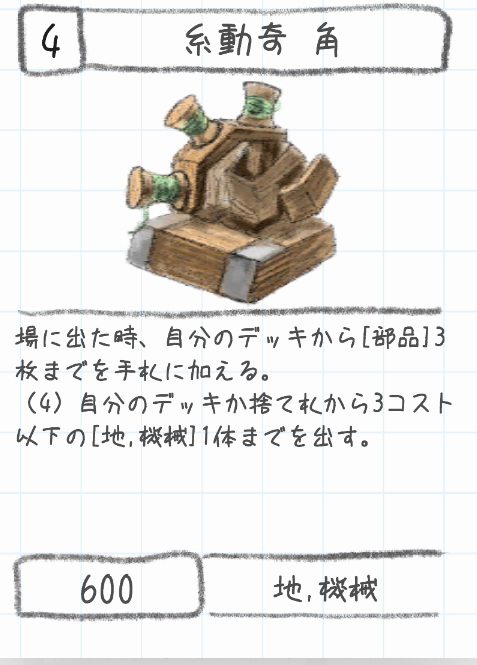 4
糸動奇 角
場に出た時、自分のデッキから[部品]3
枚までを手札に加える。
（4）自分のデッキか捨て札から3コスト
以下の[地,機械]1体までを出す。
600
地,機械